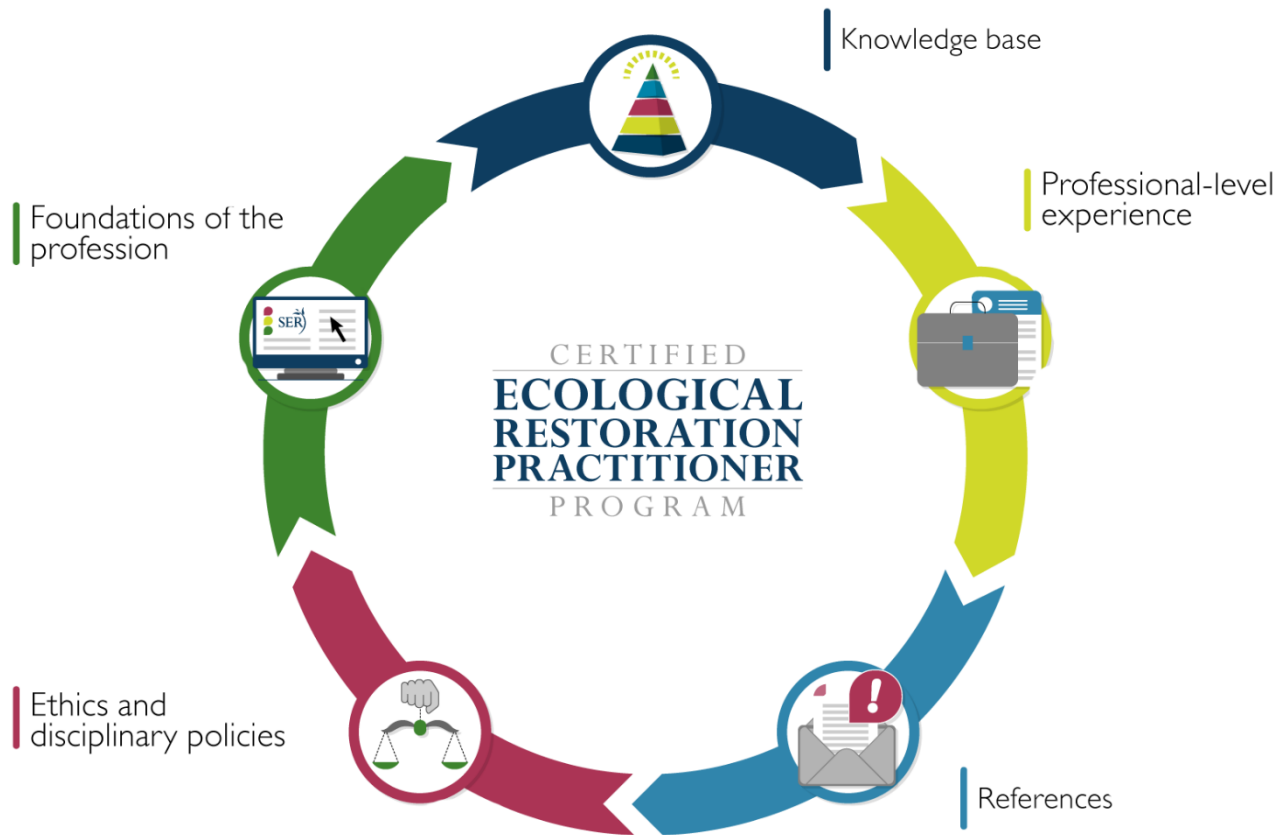 Knowledge base
Professional-level
experience
Foundations of the
profession
SER
CERTIFIED
ECOLOGICAL
RESTORATION
PRACTITIONER
PROGRAM
Ethics and
disciplinary policies
!
References